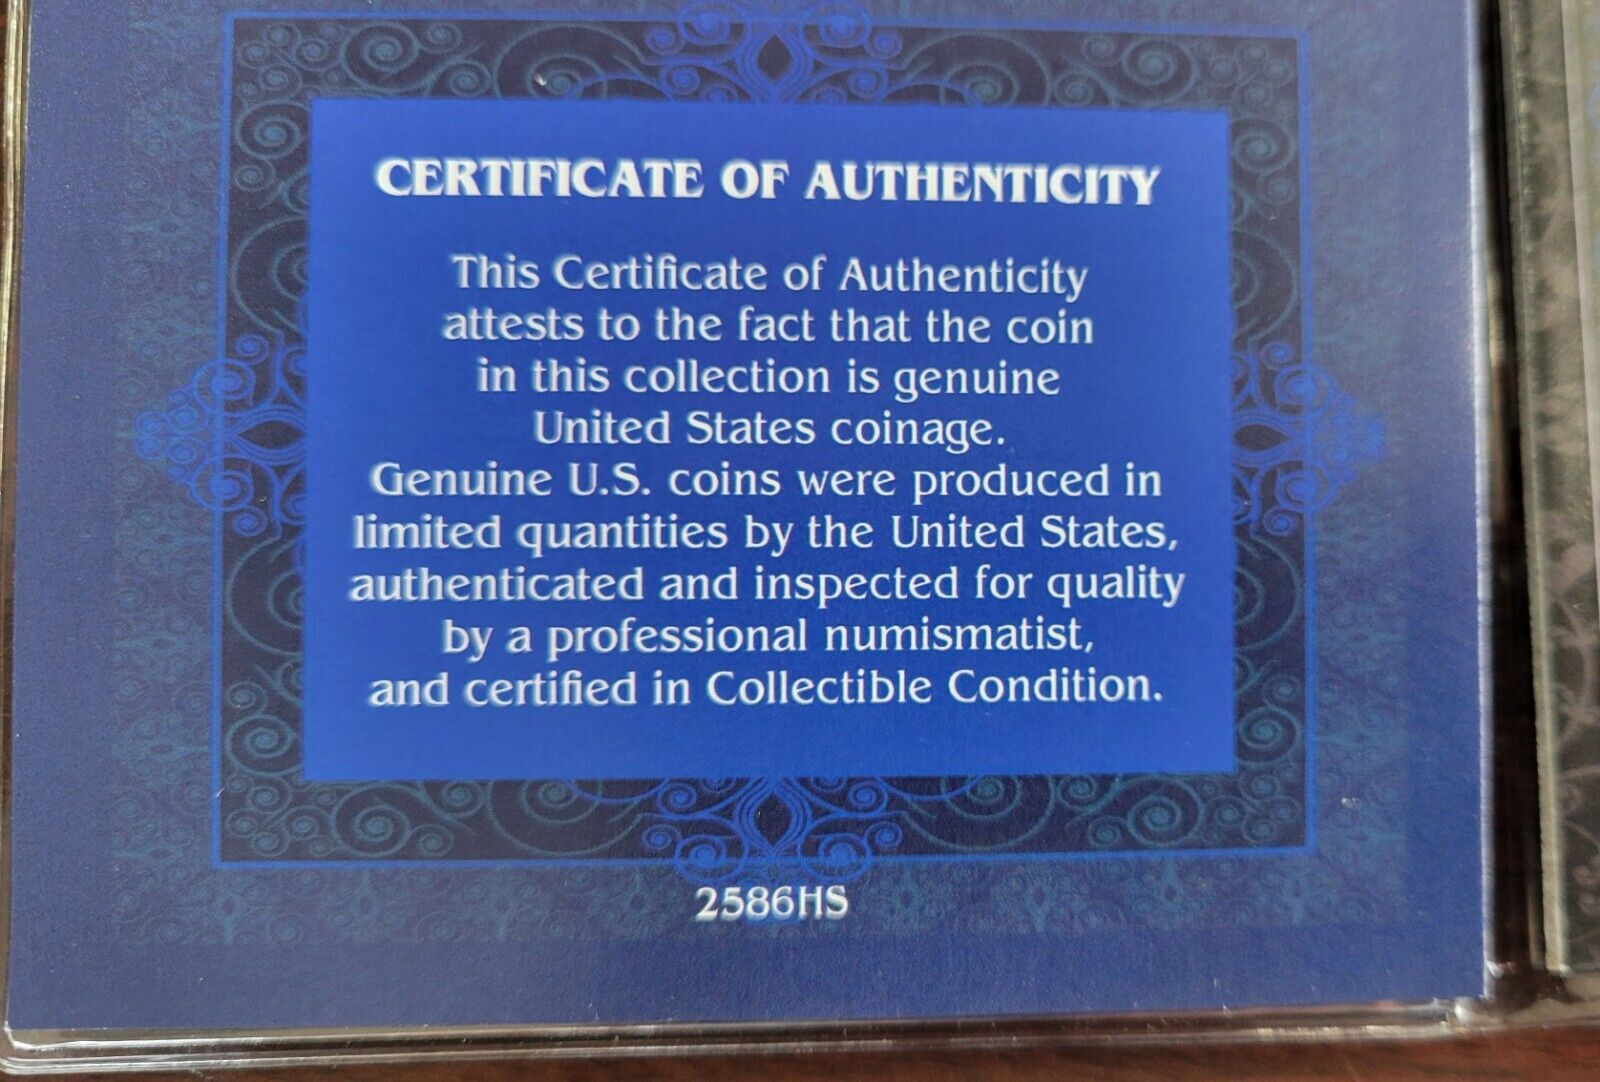 CERTIFICATE OF AUTHENTICITY
This Certificate of Authenticity
attests to the fact that the coin
in this collection is genuine
United States coinage.
Genuine U.S. coins were produced in
limited quantities by the United States,
authenticated and inspected for quality
by a professional numismatist,
and certified in Collectible Condition.
2586HS